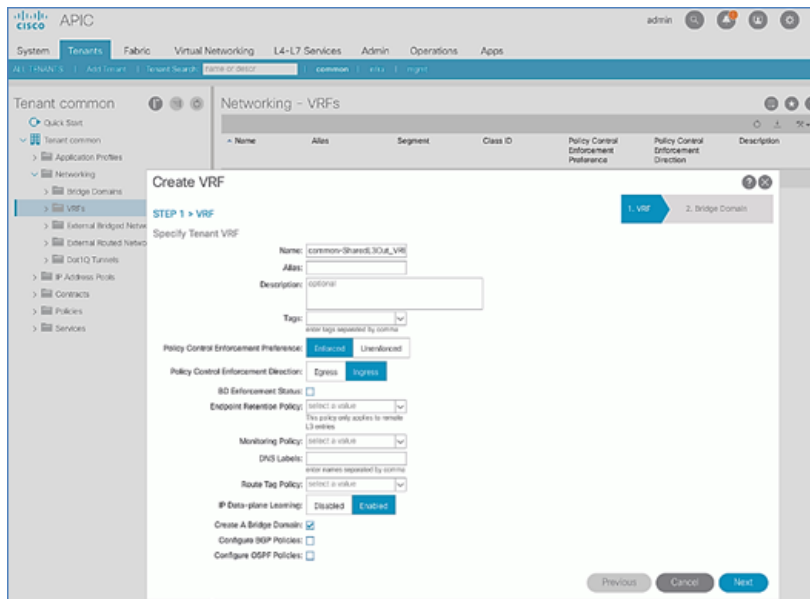 CISCO APIC admin
System Tenants Fabric Virtual Networking L4-L7 Services Admin Operations Apps
ALL TENANTS | Add Tenant | Tenant Search: name or descr | common | infra | mgmt
Tenant common
Quick Start
Tenant common
Application Profiles
Networking
Bridge Domains
VRFs
External Bridged Netwo
External Routed Netwo
Dot1Q Tunnels
IP Address Pools
Contracts
Policies
Services
Networking - VRFs
Name Alias Segment Class ID Policy Control Enforcement Preference Policy Control Enforcement Direction Description
Create VRF
STEP 1 > VRF
1. VRF 2. Bridge Domain
Specify Tenant VRF
Name: common-SharedL3Out_VRF
Alias:
Description: optional
Tags:
enter tags separated by comma
Policy Control Enforcement Preference: Enforced Unenforced
Policy Control Enforcement Direction: Egress Ingress
BD Enforcement Status:
Endpoint Retention Policy: select a value
This policy only applies to remote
L3 entries
Monitoring Policy: select a value
DNS Labels:
enter names separated by comma
Route Tag Policy: select a value
IP Data-plane Learning: Disabled Enabled
Create A Bridge Domain:
Configure BGP Policies:
Configure OSPF Policies:
Previous Cancel Next